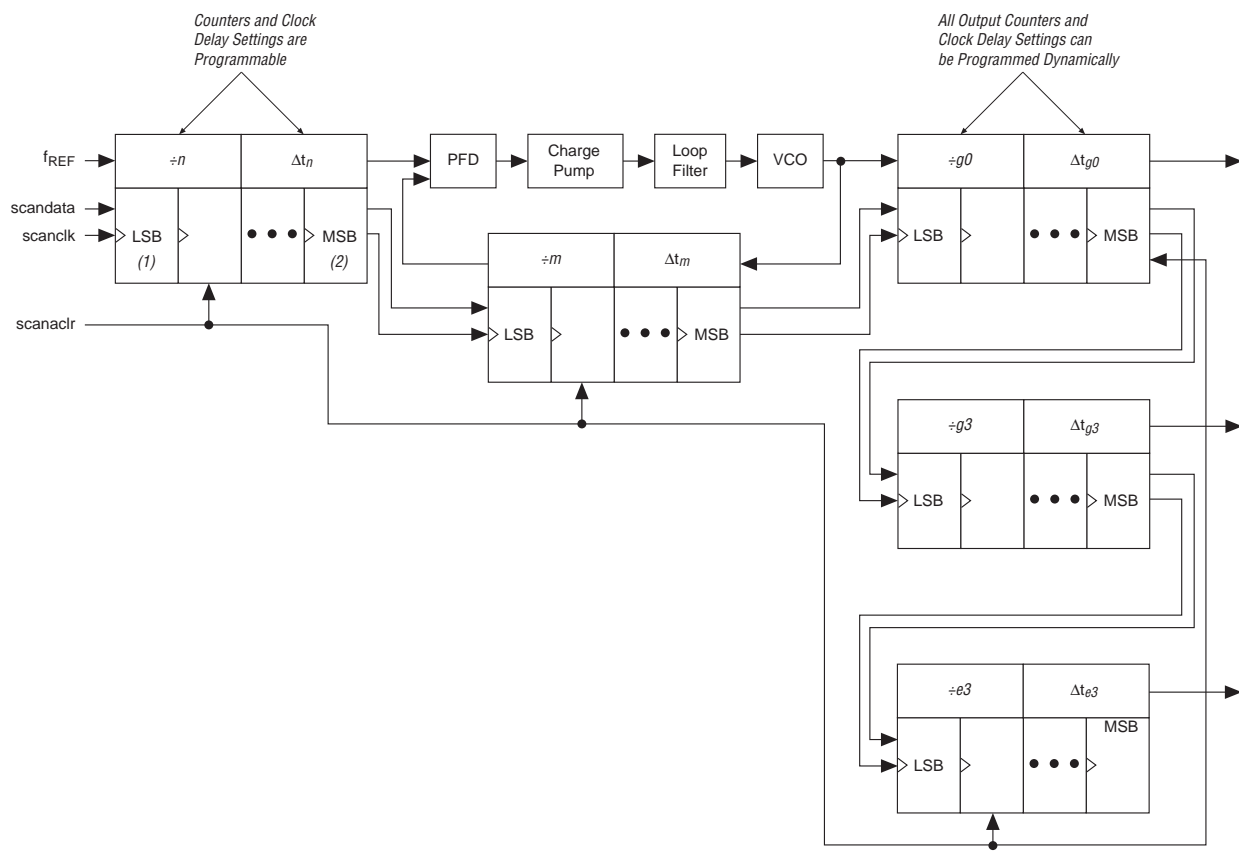 Counters and Clock
Delay Settings are
Programmable
All Output Counters and
Clock Delay Settings can
be Programmed Dynamically
fREF
÷n
Δtn
PFD
Charge
Pump
Loop
Filter
VCO
÷g0
Δtg0
scandata
scanclk
LSB
(1)
MSB
(2)
÷m
Δtm
LSB
MSB
LSB
MSB
scanaclr
÷g3
Δtg3
LSB
MSB
÷e3
Δte3
MSB
LSB